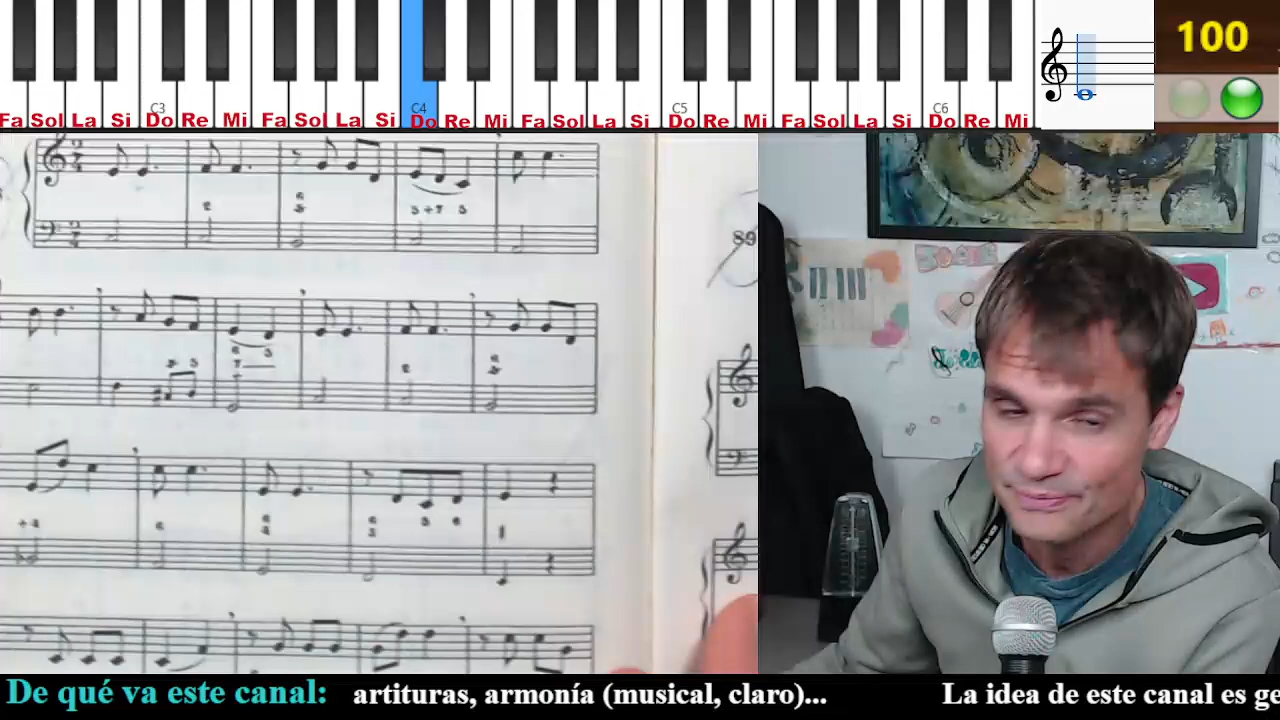 100
C3 C4 C5 C6
Fa Sol La Si Do Re Mi Fa Sol La Si Do Re Mi Fa Sol La Si Do Re Mi Fa Sol La Si Do Re Mi
89
De qué va este canal: artituras, armonía (musical, claro)... La idea de este canal es ge